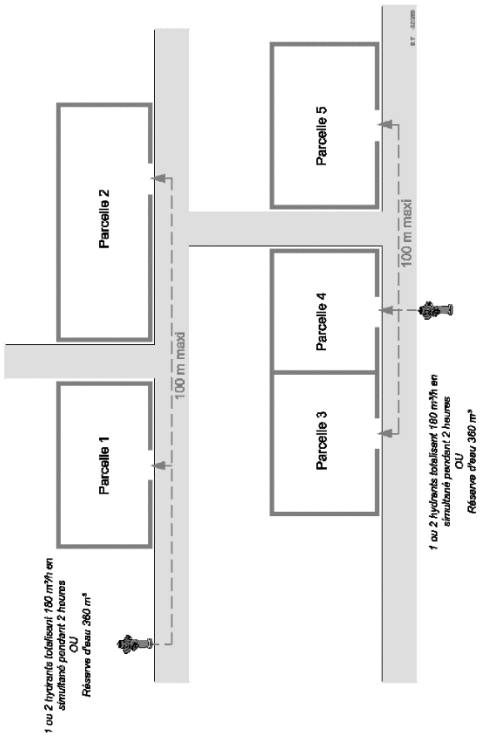 1 ou 2 hydrants totalisant 180 m³/h en
simultané pendant 2 heures
OU
Réserve d'eau 360 m³
Parcelle 1
Parcelle 2
100 m maxi
Parcelle 3
Parcelle 4
Parcelle 5
100 m maxi
1 ou 2 hydrants totalisant 180 m³/h en
simultané pendant 2 heures
OU
Réserve d'eau 360 m³